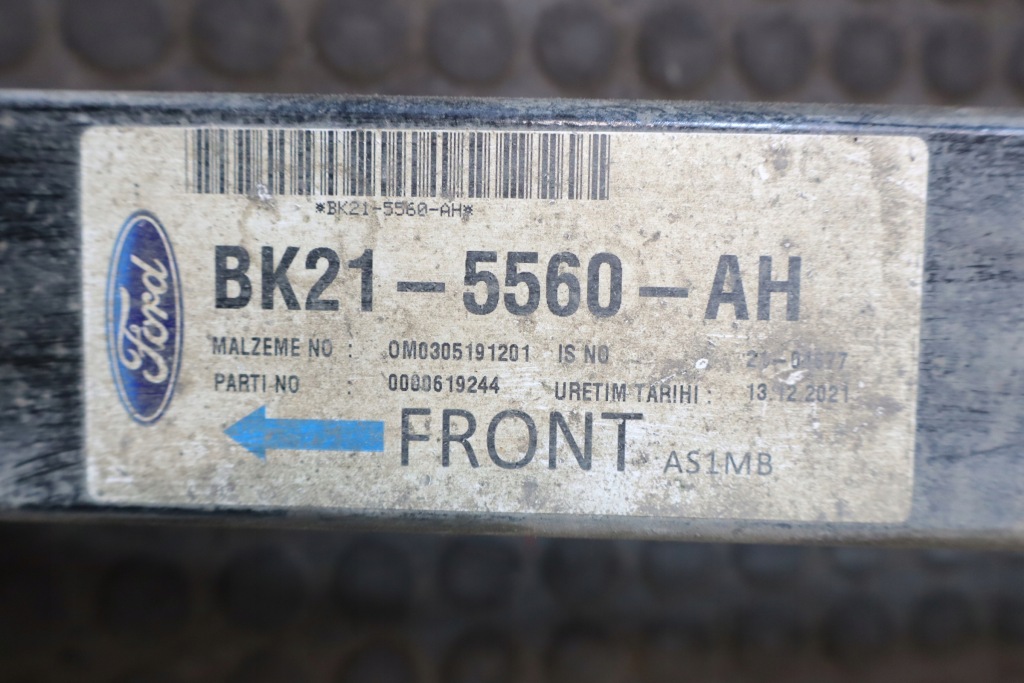 *BK21-5560-AH*
Ford
BK21-5560-AH
MALZEME NO : 0M0305191201 IS NO
PARTI NO : 0000619244 URETIM TARIHI : 13.12.2021
FRONT AS1MB